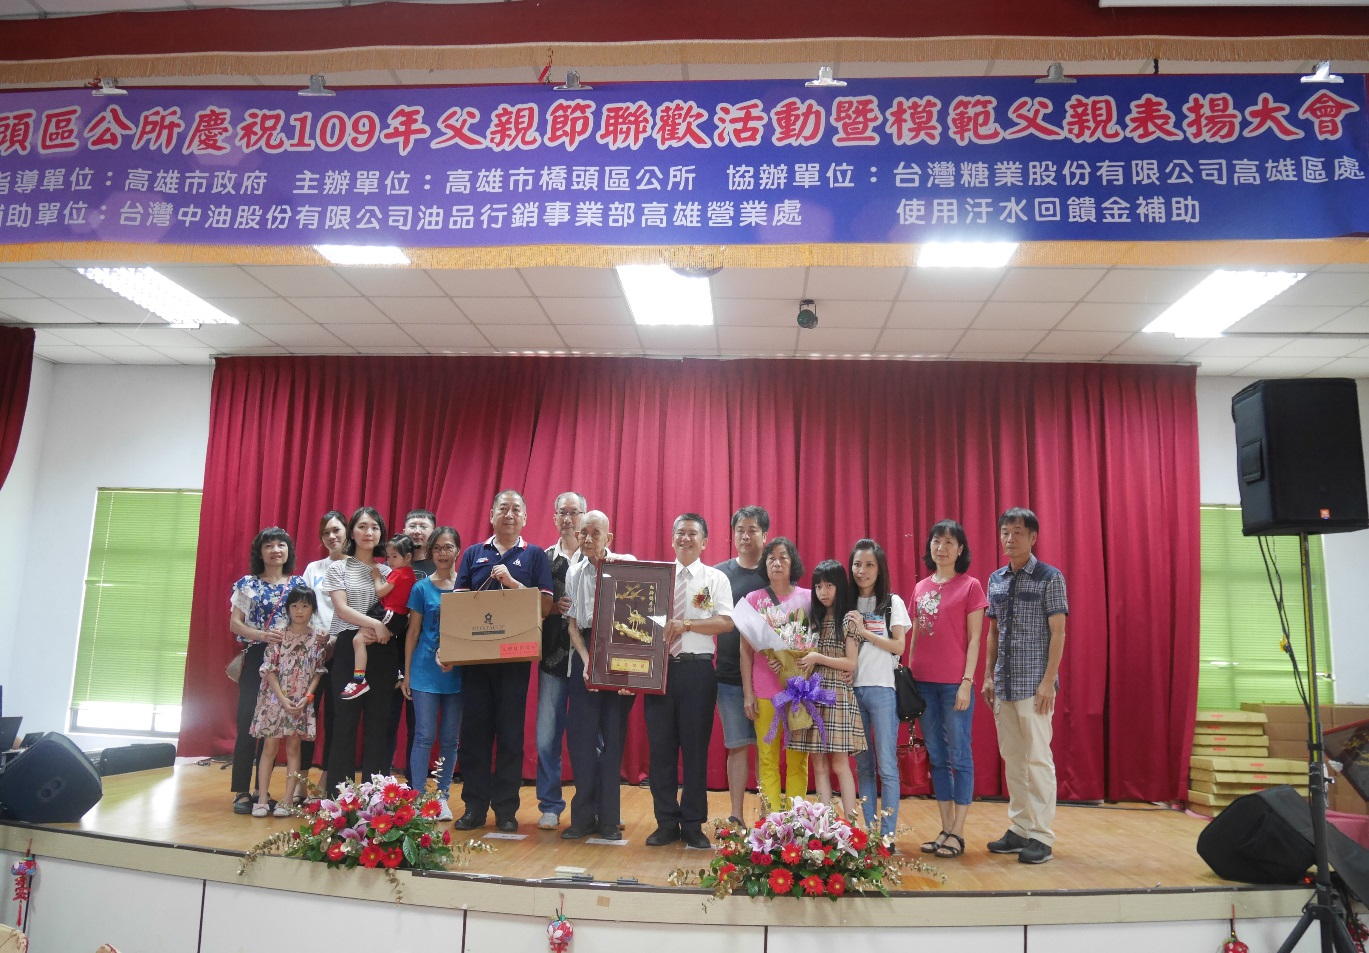 頭區公所慶祝109年父親節聯歡活動暨模範父親表揚大會
指導單位：高雄市政府 主辦單位：高雄市橋頭區公所 協辦單位：台灣糖業股份有限公司高雄區處
補助單位：台灣中油股份有限公司油品行銷事業部高雄營業處 使用汙水回饋金補助